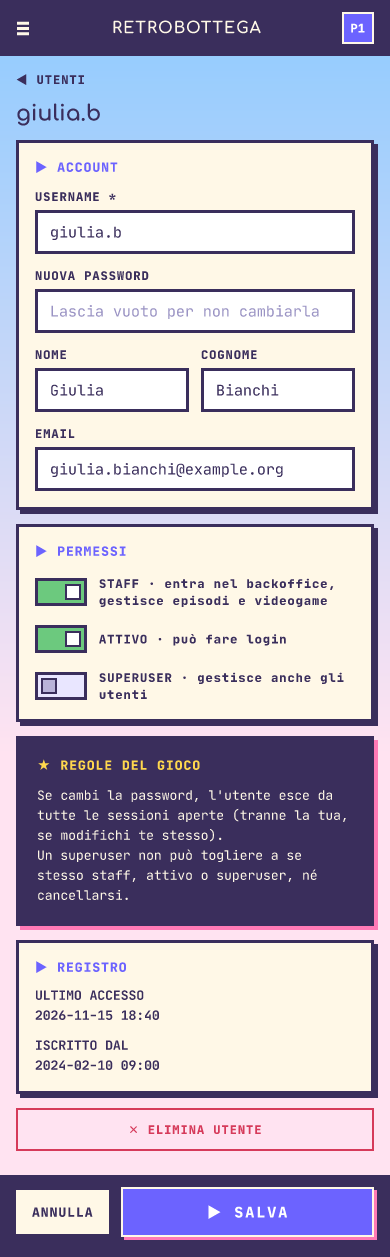 RETROBOTTEGA
P1
◀ UTENTI
giulia.b
▶ ACCOUNT
USERNAME *
giulia.b
NUOVA PASSWORD
Lascia vuoto per non cambiarla
NOME
COGNOME
Giulia
Bianchi
EMAIL
giulia.bianchi@example.org
▶ PERMESSI
STAFF · entra nel backoffice,
gestisce episodi e videogame
ATTIVO · può fare login
SUPERUSER · gestisce anche gli
utenti
★ REGOLE DEL GIOCO
Se cambi la password, l'utente esce da
tutte le sessioni aperte (tranne la tua,
se modifichi te stesso).
Un superuser non può togliere a se
stesso staff, attivo o superuser, né
cancellarsi.
▶ REGISTRO
ULTIMO ACCESSO
2026-11-15 18:40
ISCRITTO DAL
2024-02-10 09:00
× ELIMINA UTENTE
ANNULLA
▶ SALVA